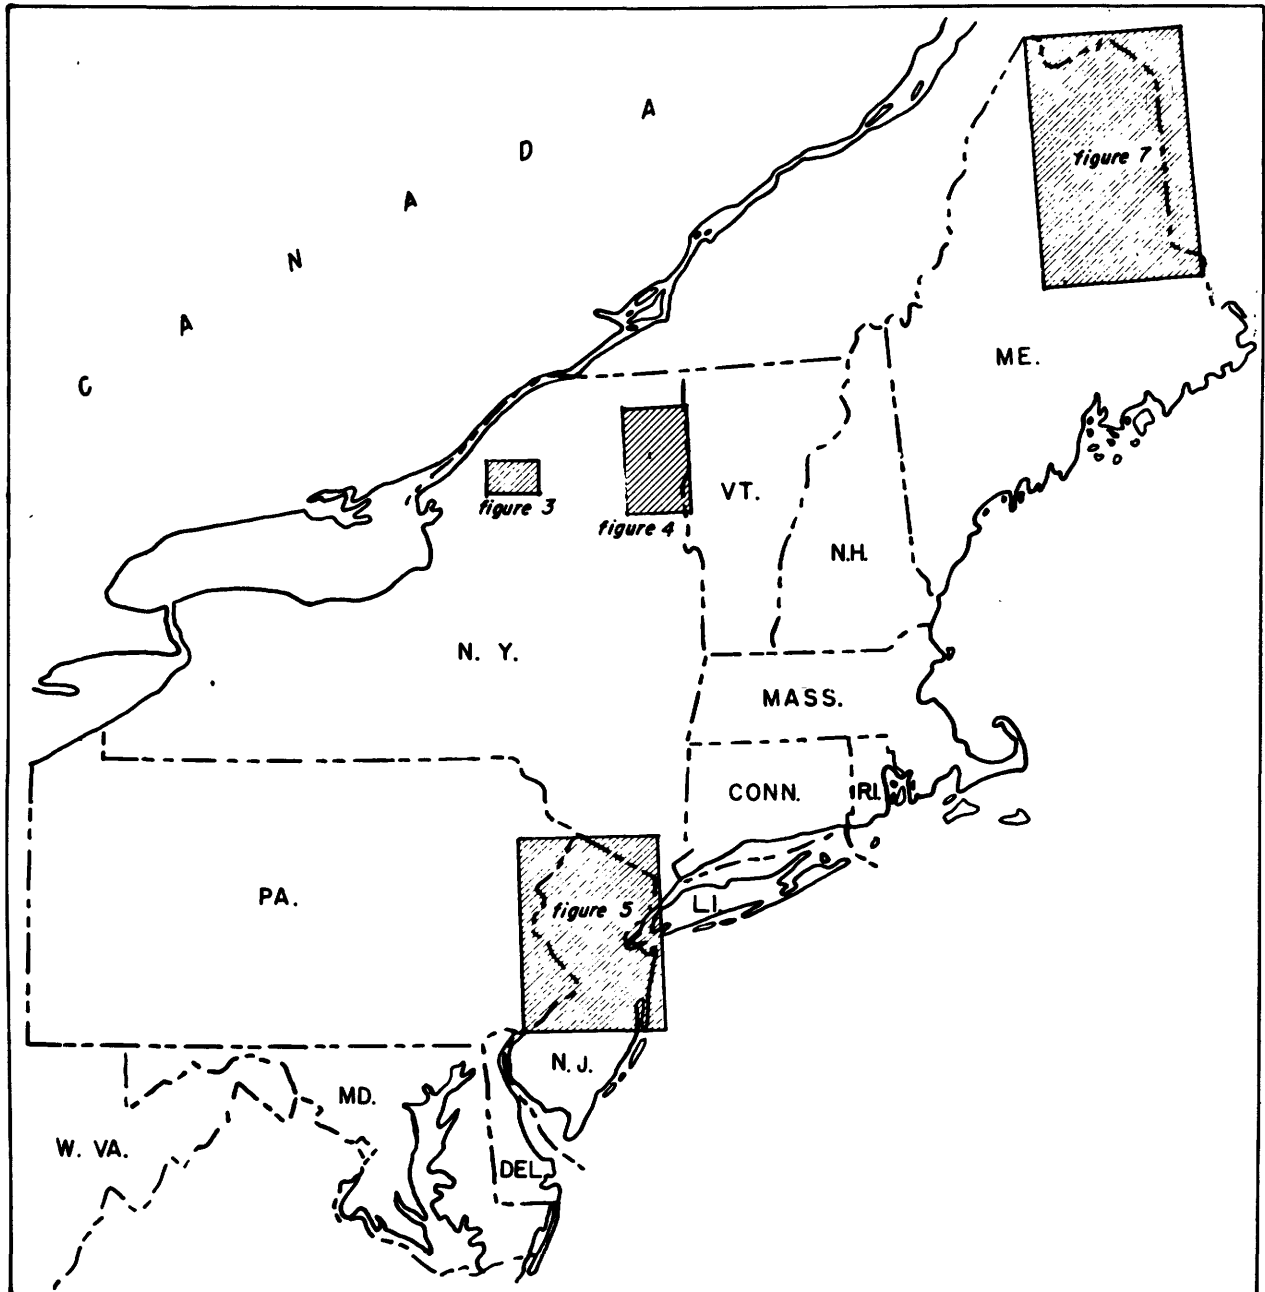 C A N A D A
figure 7
ME.
figure 3
figure 4
VT.
N.H.
N. Y.
MASS.
CONN.
R.I.
PA.
figure 5
L.I.
N. J.
MD.
W. VA.
DEL.